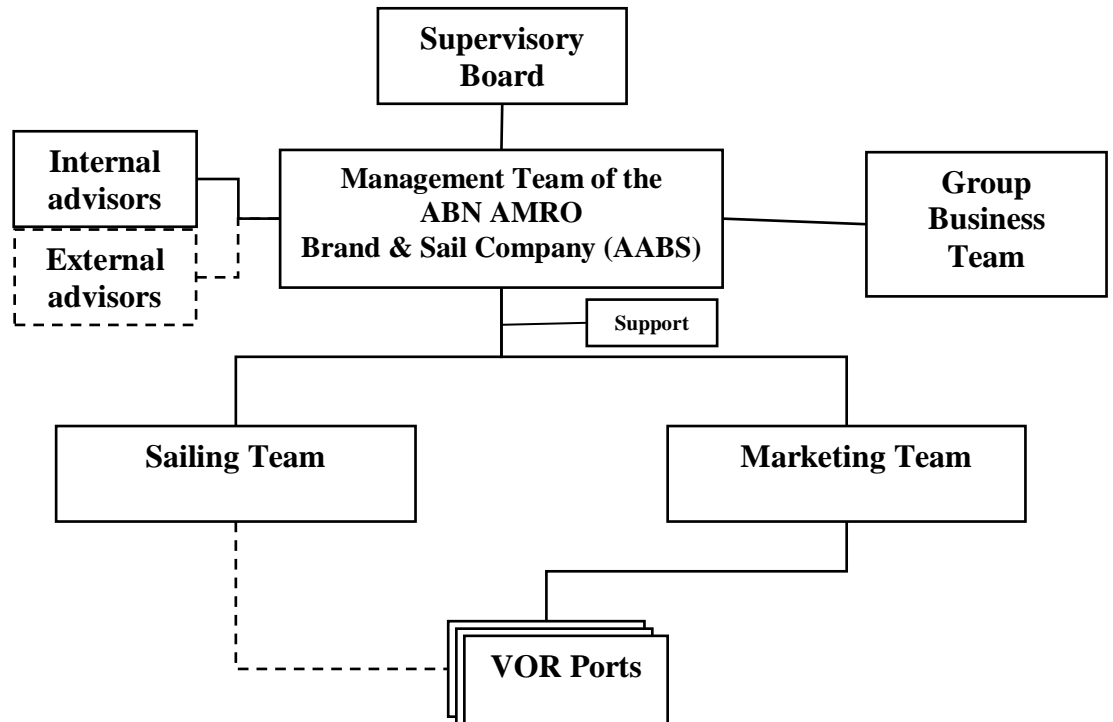 Supervisory
Board
Internal
advisors
External
advisors
Management Team of the
ABN AMRO
Brand & Sail Company (AABS)
Group
Business
Team
Support
Sailing Team
Marketing Team
VOR Ports